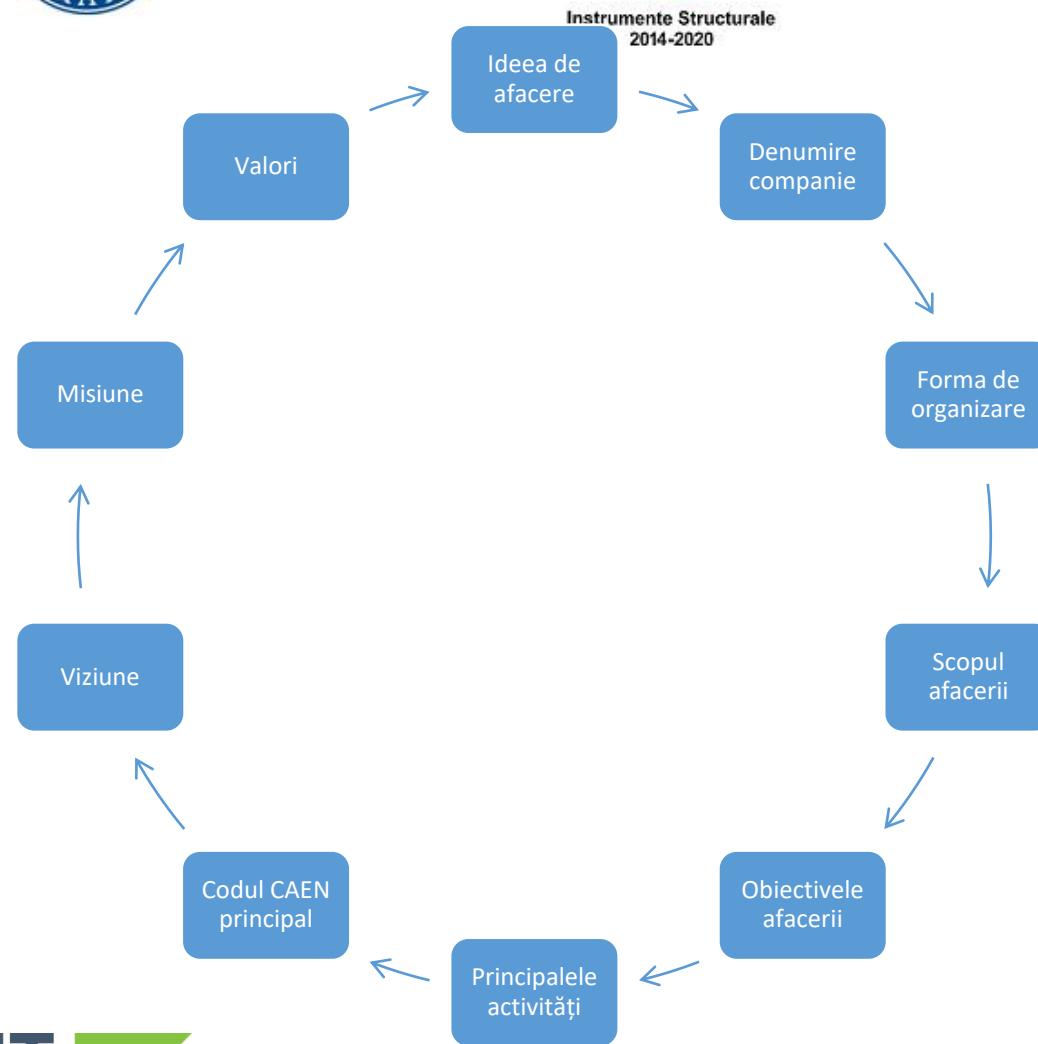 Instrumente Structurale
2014-2020
Ideea de
afacere
Denumire
companie
Forma de
organizare
Scopul
afacerii
Obiectivele
afacerii
Principalele
activități
Codul CAEN
principal
Viziune
Misiune
Valori